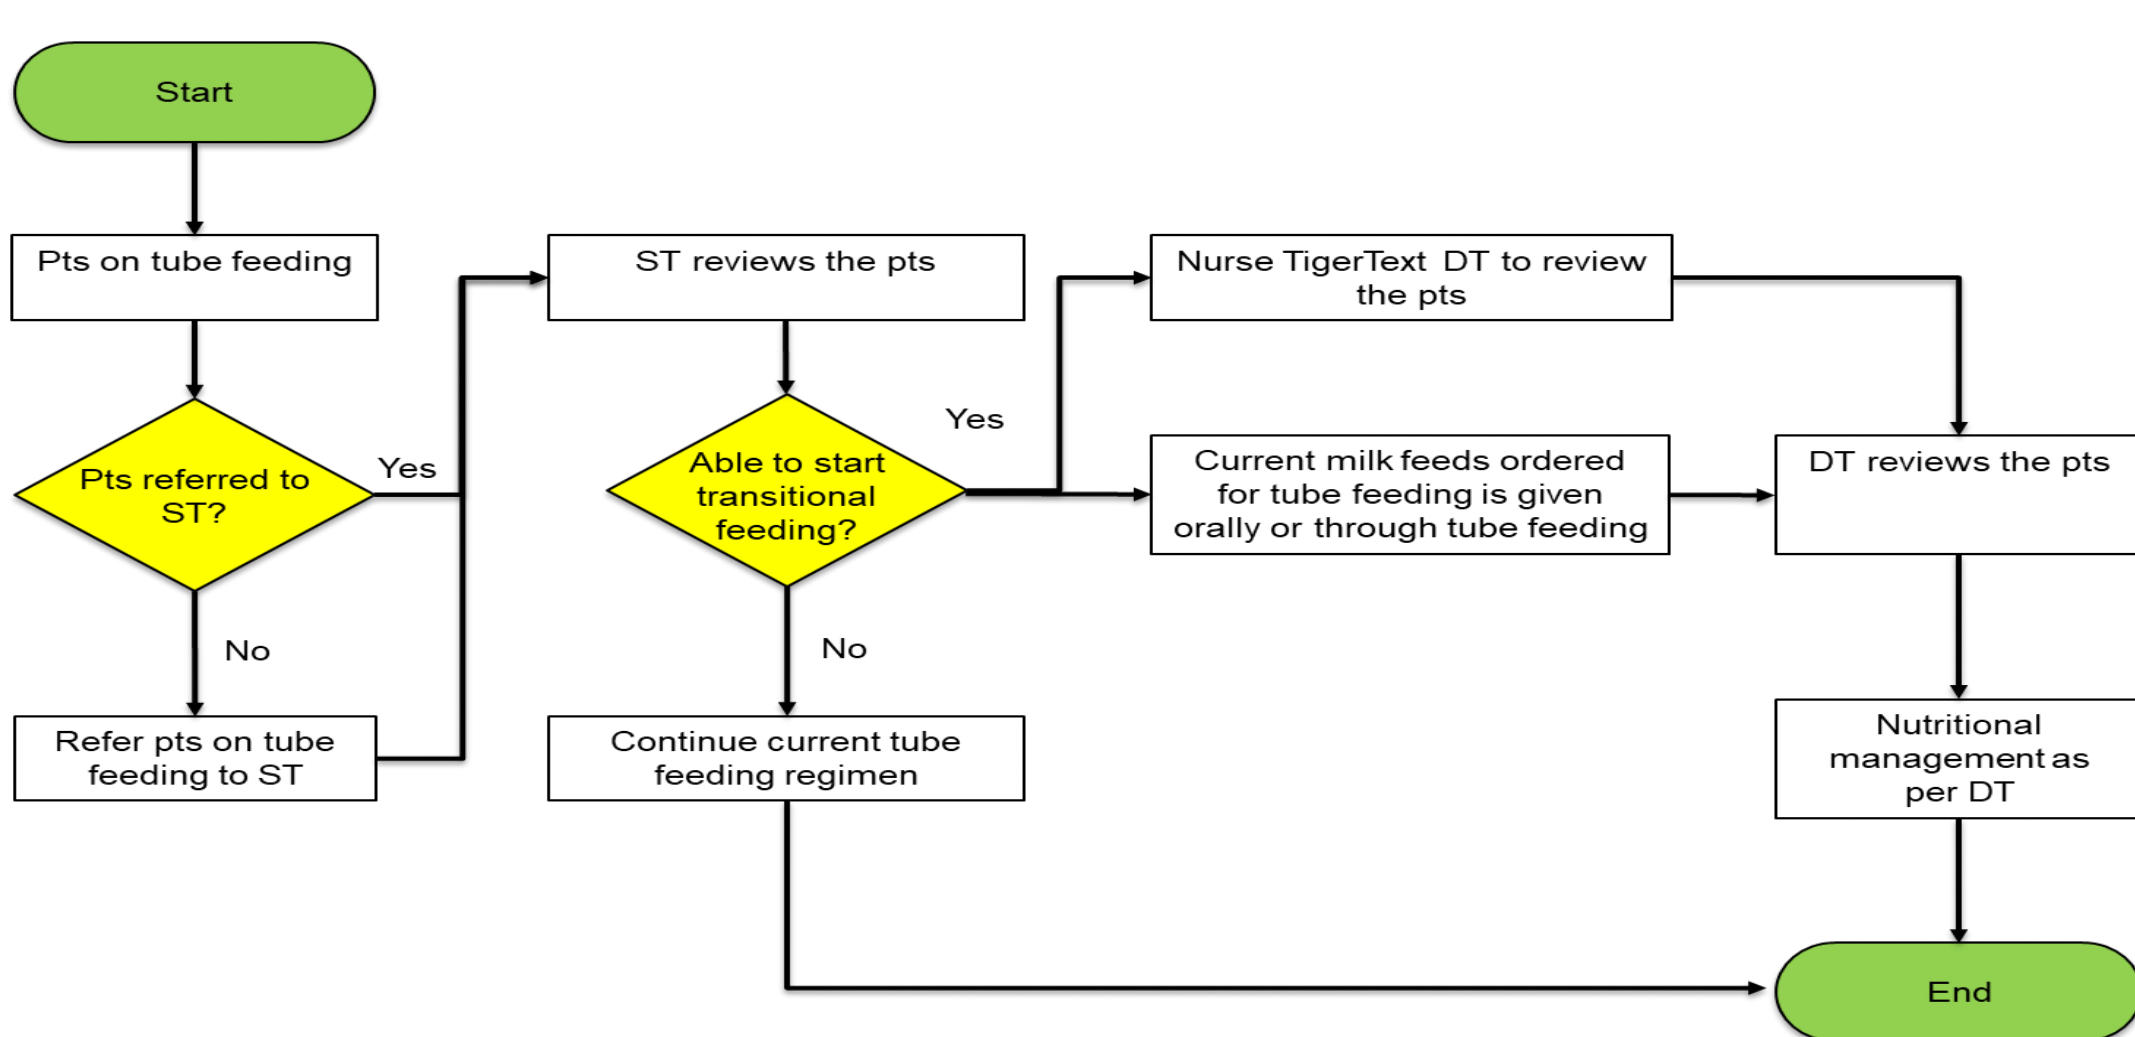 Start
Pts on tube feeding
Pts referred to
ST?
Yes
No
Refer pts on tube
feeding to ST
ST reviews the pts
Able to start
transitional
feeding?
Yes
No
Continue current tube
feeding regimen
Nurse TigerText DT to review
the pts
Current milk feeds ordered
for tube feeding is given
orally or through tube feeding
DT reviews the pts
Nutritional
management as
per DT
End